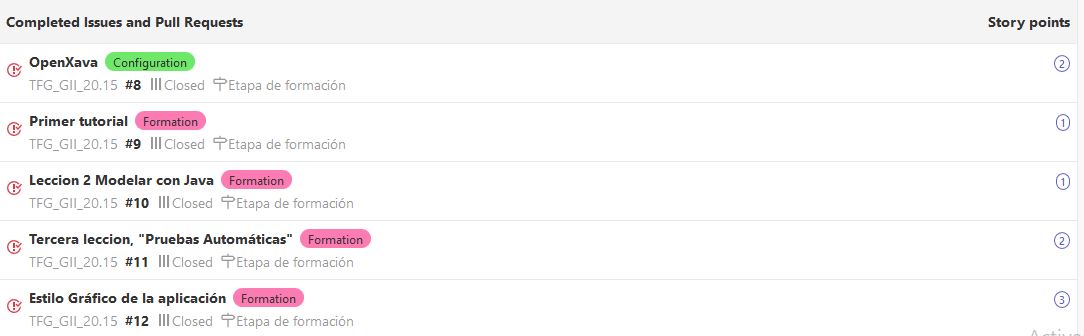 Completed Issues and Pull Requests Story points
OpenXava Configuration 2
TFG_GII_20.15 #8 Closed Etapa de formación
Primer tutorial Formation 1
TFG_GII_20.15 #9 Closed Etapa de formación
Leccion 2 Modelar con Java Formation 1
TFG_GII_20.15 #10 Closed Etapa de formación
Tercera leccion, "Pruebas Automáticas" Formation 2
TFG_GII_20.15 #11 Closed Etapa de formación
Estilo Gráfico de la aplicación Formation 3
TFG_GII_20.15 #12 Closed Etapa de formación